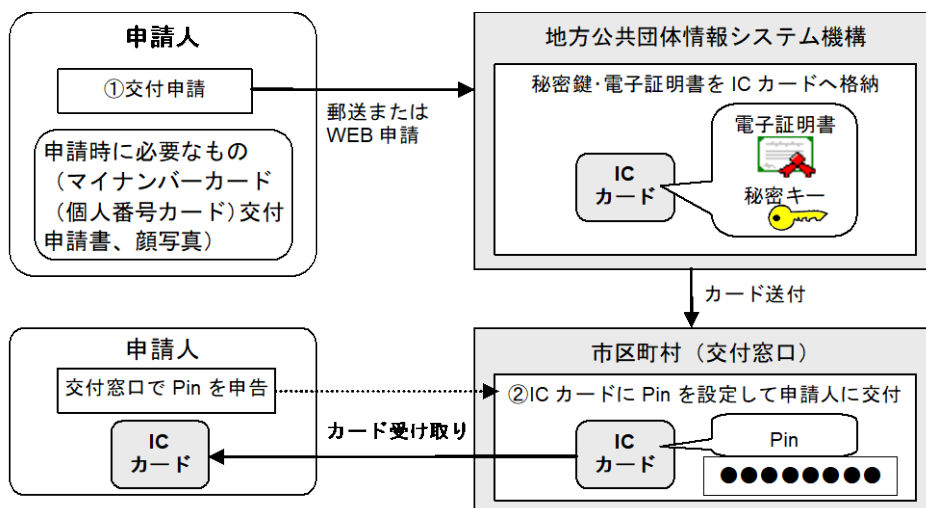 申請人
①交付申請
申請時に必要なもの
（マイナンバーカード
（個人番号カード）交付
申請書、顔写真）
郵送または
WEB 申請
地方公共団体情報システム機構
秘密鍵･電子証明書を IC カードへ格納
電子証明書
IC
カード
秘密キー
カード送付
申請人
交付窓口で Pin を申告
IC
カード
カード受け取り
市区町村（交付窓口）
②IC カードに Pin を設定して申請人に交付
IC
カード
Pin
●●●●●●●●